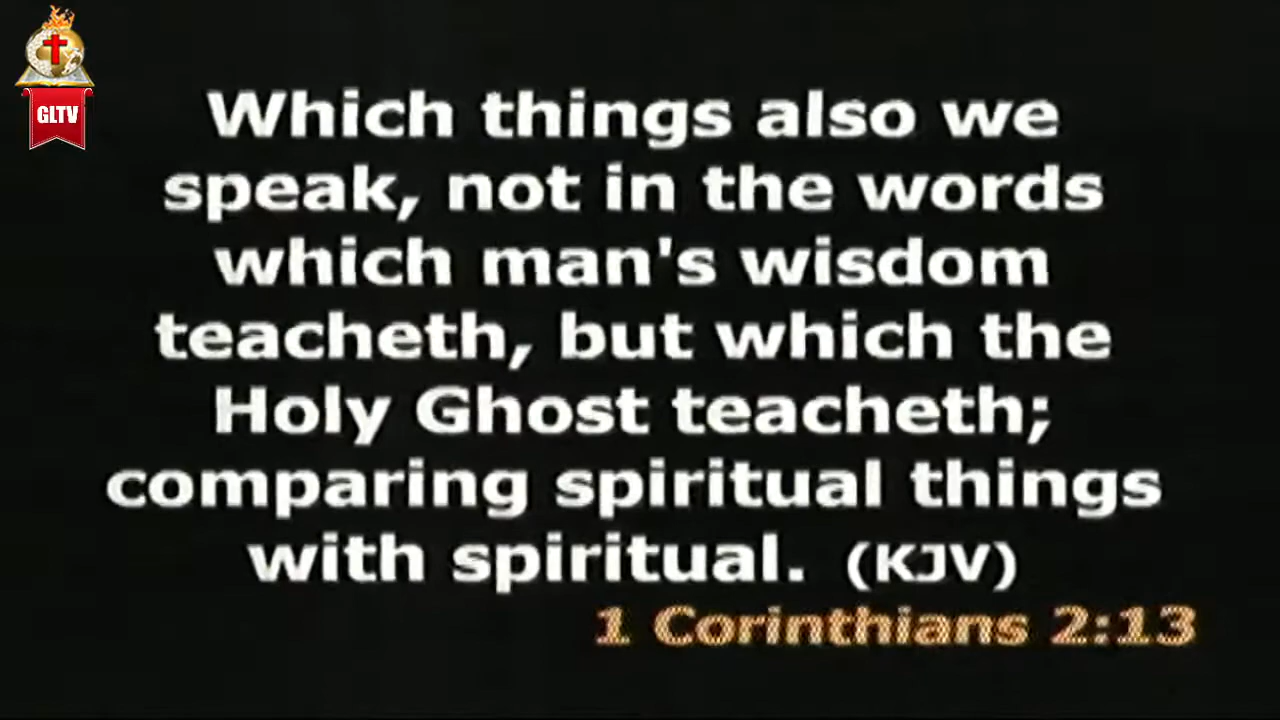 GLTV
Which things also we
speak, not in the words
which man's wisdom
teacheth, but which the
Holy Ghost teacheth;
comparing spiritual things
with spiritual. (KJV)
1 Corinthians 2:13